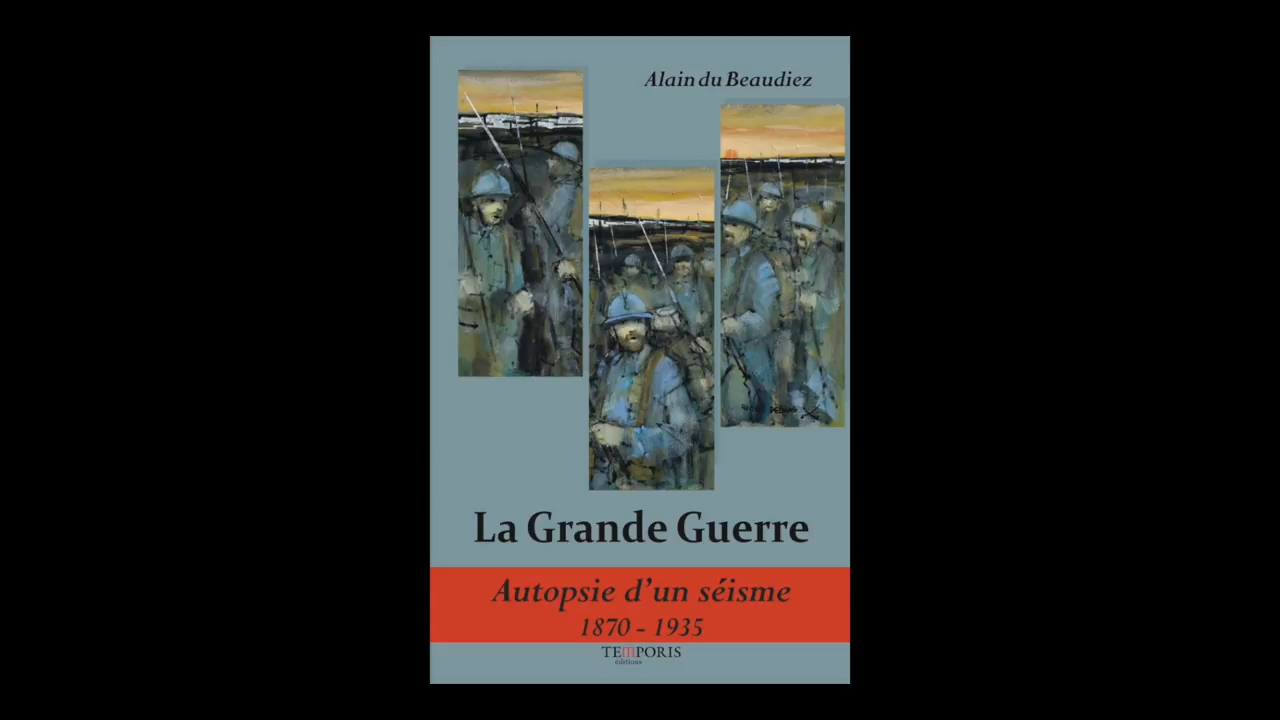 Alain du Beaudiez
La Grande Guerre
Autopsie d'un séisme
1870 - 1935
TEMPORIS
éditions